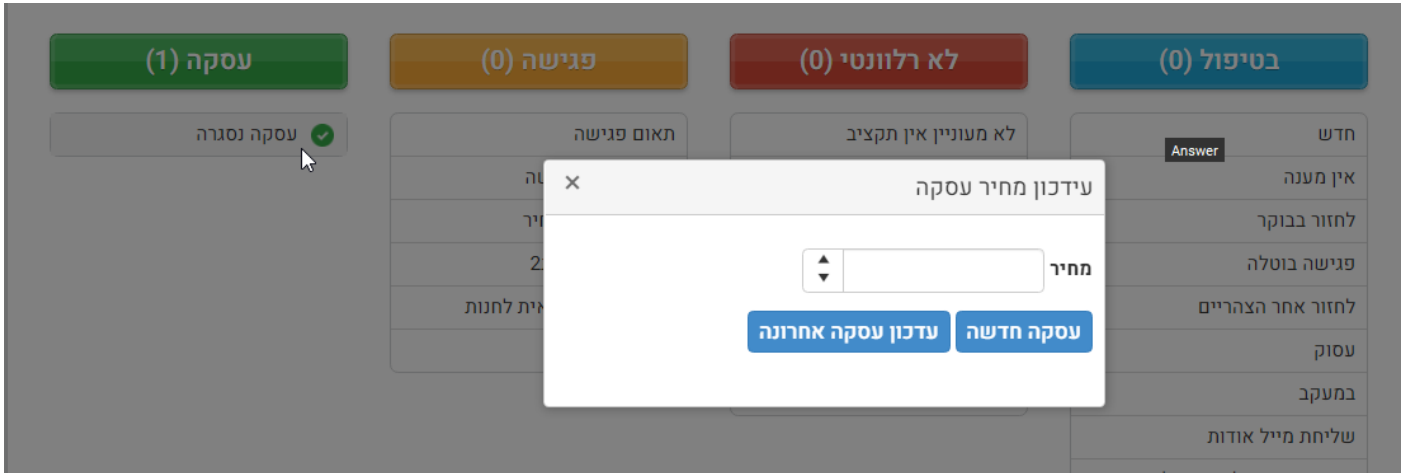 בטיפול (0)
לא רלוונטי (0)
פגישה (0)
עסקה (1)
חדש
אין מענה
לחזור בבוקר
פגישה בוטלה
לחזור אחר הצהריים
עסוק
במעקב
שליחת מייל אודות
Answer
לא מעוניין אין תקציב
תאום פגישה
עסקה נסגרה
עידכון מחיר עסקה
×
מחיר
עסקה חדשה
עדכון עסקה אחרונה
לחנות